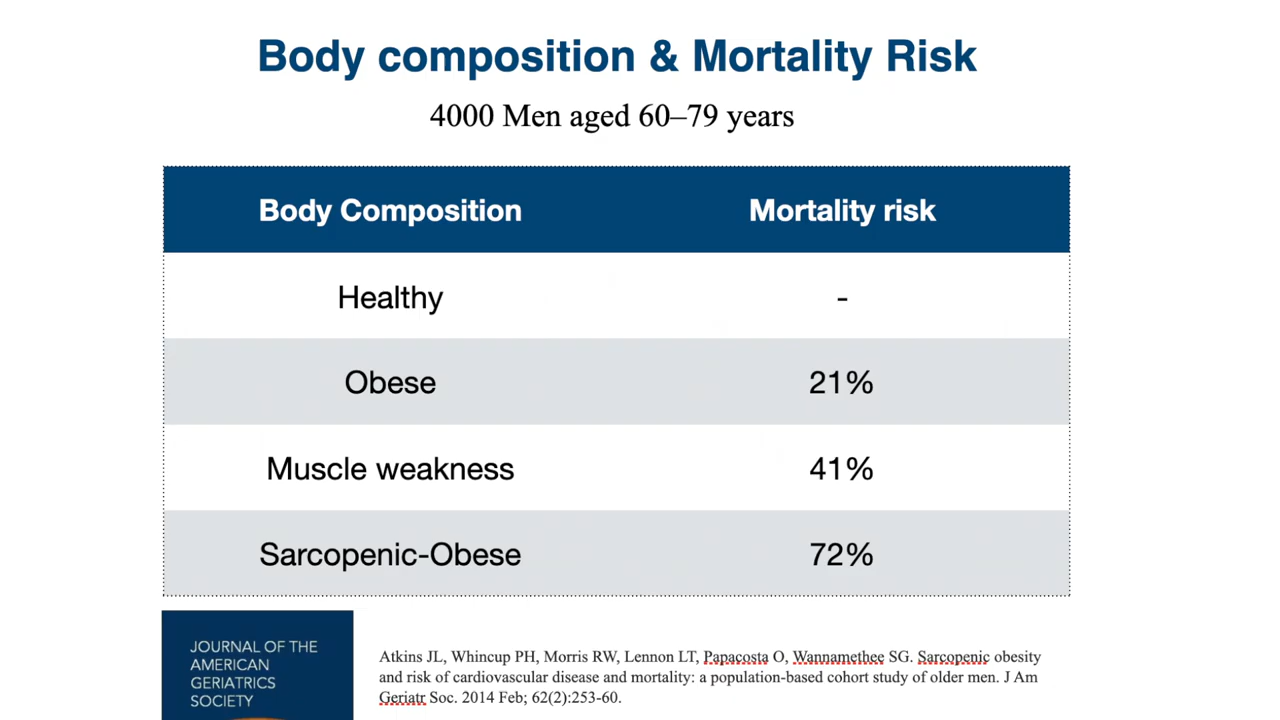 Body composition & Mortality Risk
4000 Men aged 60–79 years
Body Composition Mortality risk
Healthy -
Obese 21%
Muscle weakness 41%
Sarcopenic-Obese 72%
JOURNAL OF THE
AMERICAN
GERIATRICS
SOCIETY
Atkins JL, Whincup PH, Morris RW, Lennon LT, Papacosta O, Wannamethee SG. Sarcopenic obesity
and risk of cardiovascular disease and mortality: a population-based cohort study of older men. J Am
Geriatr Soc. 2014 Feb; 62(2):253-60.